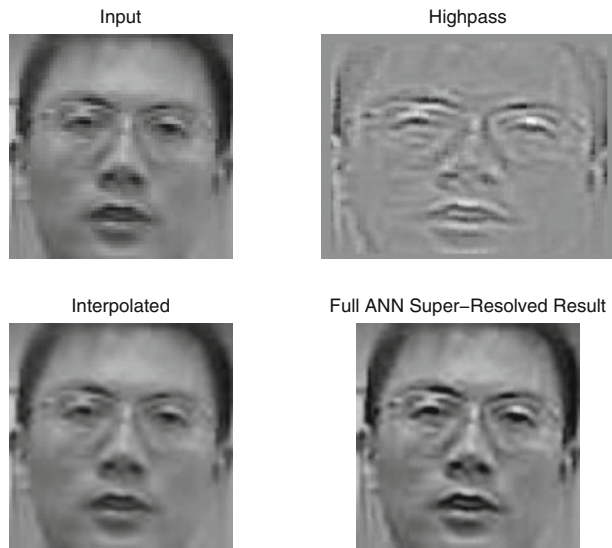 Input
Highpass
Interpolated
Full ANN Super−Resolved Result